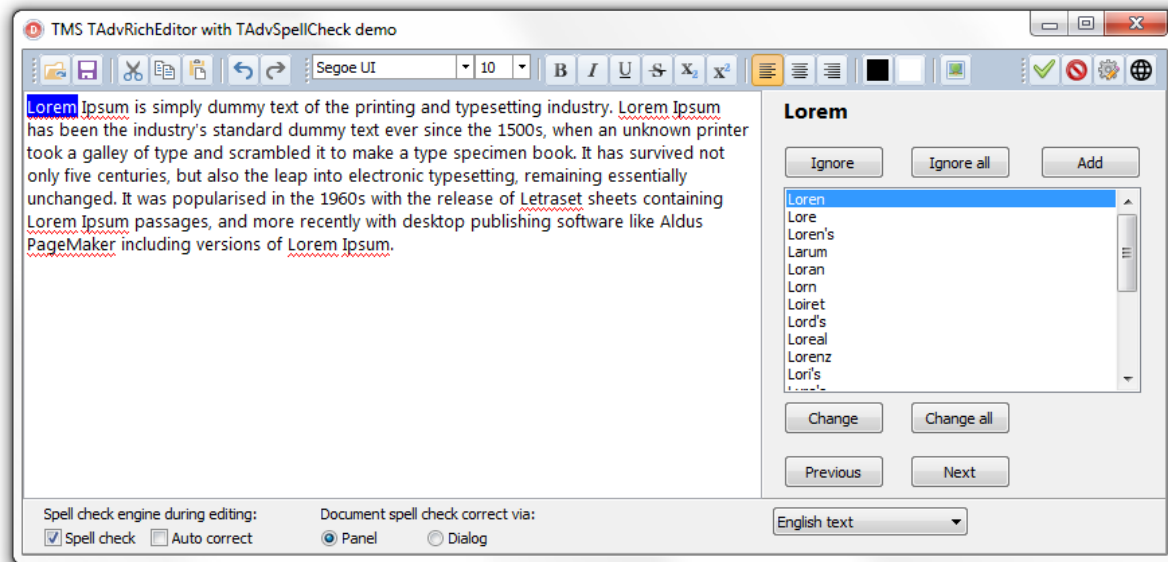 TMS TAdvRichEditor with TAdvSpellCheck demo
Segoe UI 10 B I U S X₂ X²
Lorem Ipsum is simply dummy text of the printing and typesetting industry. Lorem Ipsum
has been the industry's standard dummy text ever since the 1500s, when an unknown printer
took a galley of type and scrambled it to make a type specimen book. It has survived not
only five centuries, but also the leap into electronic typesetting, remaining essentially
unchanged. It was popularised in the 1960s with the release of Letraset sheets containing
Lorem Ipsum passages, and more recently with desktop publishing software like Aldus
PageMaker including versions of Lorem Ipsum.
Lorem
Ignore Ignore all Add
Loren
Lore
Loren's
Larum
Loran
Lorn
Loiret
Lord's
Loreal
Lorenz
Lori's
Change Change all
Previous Next
Spell check engine during editing: Document spell check correct via:
Spell check Auto correct Panel Dialog
English text